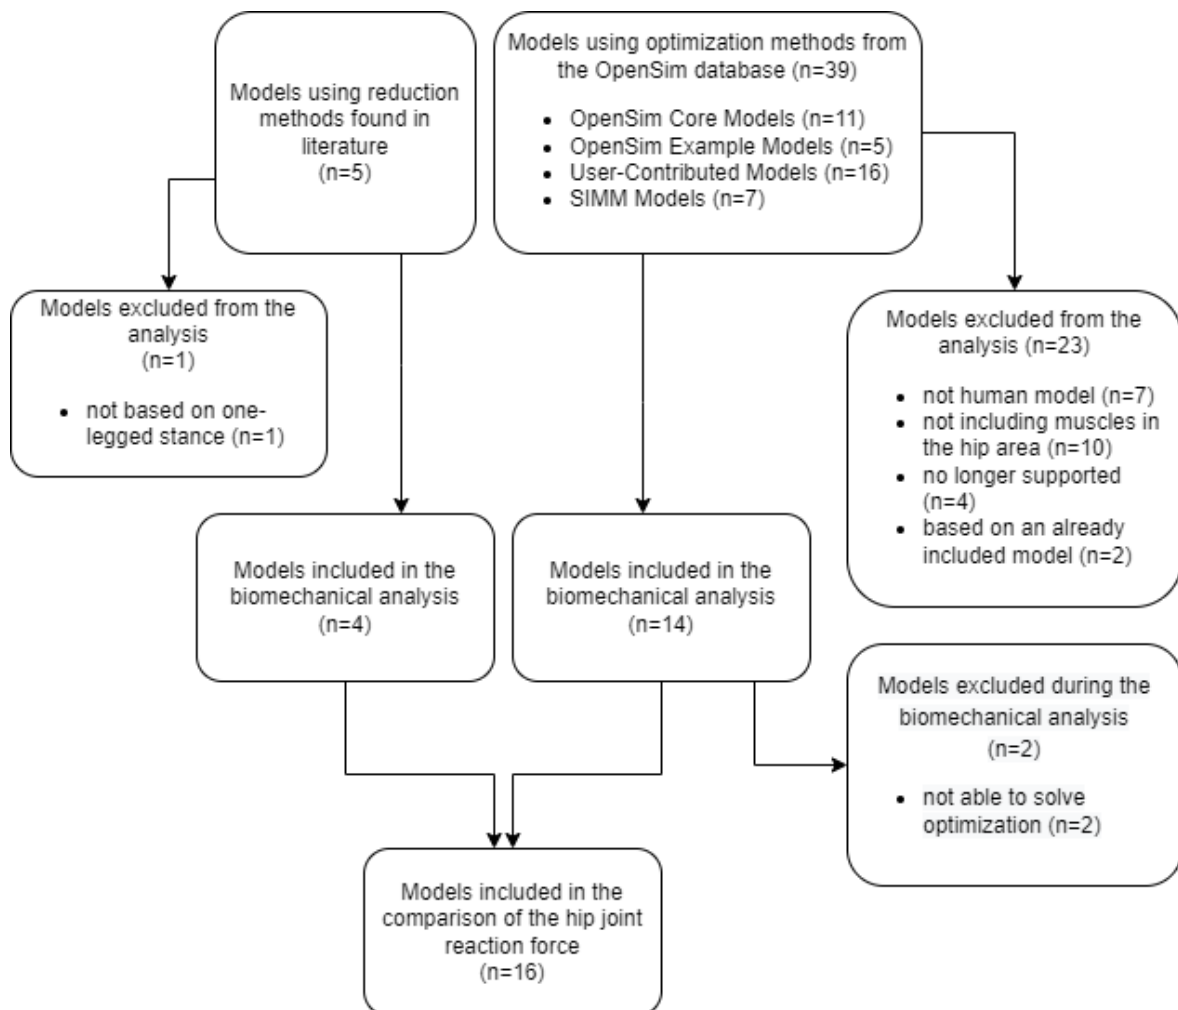 Models using reduction
methods found in
literature
(n=5)
Models using optimization methods from
the OpenSim database (n=39)
• OpenSim Core Models (n=11)
• OpenSim Example Models (n=5)
• User-Contributed Models (n=16)
• SIMM Models (n=7)
Models excluded from the
analysis
(n=1)
• not based on one-
legged stance (n=1)
Models excluded from the
analysis (n=23)
• not human model (n=7)
• not including muscles in
the hip area (n=10)
• no longer supported
(n=4)
• based on an already
included model (n=2)
Models included in the
biomechanical analysis
(n=4)
Models included in the
biomechanical analysis
(n=14)
Models excluded during the
biomechanical analysis
(n=2)
• not able to solve
optimization (n=2)
Models included in the
comparison of the hip joint
reaction force
(n=16)